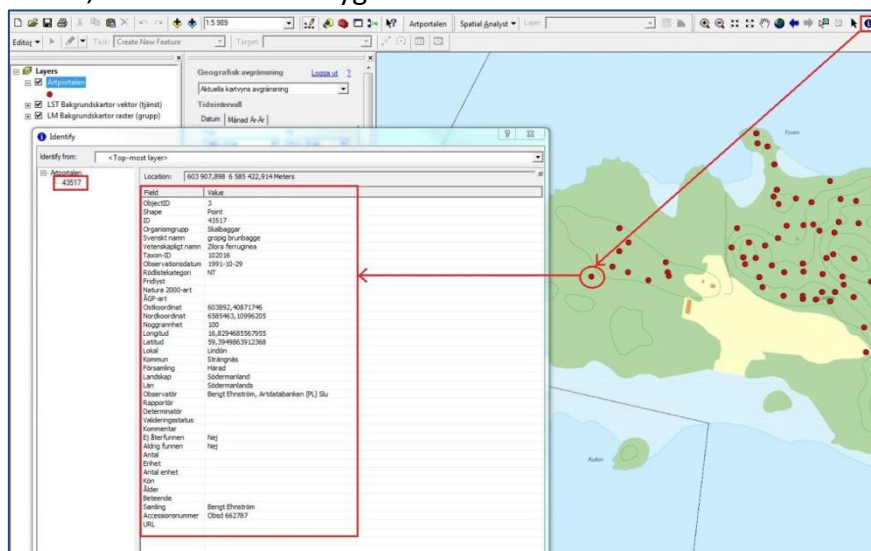 1:5 989
Artportalen
Spatial Analyst
Layer:
Editor
Task:
Create New Feature
Target:
Layers
Artportalen
LST Bakgrundskartor vektor (tjänst)
LM Bakgrundskartor raster (grupp)
Geografisk avgränsning Logga ut ?
Aktuella kartvyns avgränsning
Tidsintervall
Datum Månad År-År
Identify
Identify from: <Top-most layer>
Artportalen
43517
Location: 603 907,898 6 585 422,914 Meters
Field Value
ObjectID 3
Shape Point
ID 43517
Organismgrupp Skalbaggar
Svenskt namn gropig brunbagge
Vetenskapligt namn Zilora ferruginea
Taxon-ID 102016
Observationsdatum 1991-10-29
Rödlistekategori NT
Fridlyst
Natura 2000-art
ÅGP-art
Ostkoordinat 603892,40871746
Nordkoordinat 6585463,10996205
Noggrannhet 100
Longitud 16,8294685567955
Latitud 59,3949863912368
Lokal Lindön
Kommun Strängnäs
Församling Härad
Landskap Södermanland
Län Södermanlands
Observatör Bengt Ehnström, Artdatabanken (PL) Slu
Rapportör
Determinatör
Valideringsstatus
Kommentar
Ej återfunnen Nej
Aldrig funnen Nej
Antal
Enhet
Antal enhet
Kön
Ålder
Beteende
Samling Bengt Ehnström
Accessionsnummer Obsd 662787
URL